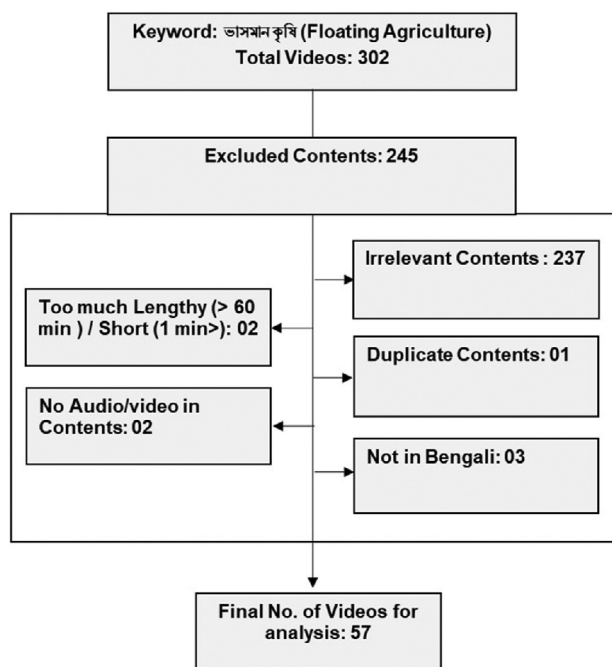 Keyword: ভাসমান কৃষি (Floating Agriculture)
Total Videos: 302
Excluded Contents: 245
Irrelevant Contents : 237
Too much Lengthy (> 60
min ) / Short (1 min>): 02
Duplicate Contents: 01
No Audio/video in
Contents: 02
Not in Bengali: 03
Final No. of Videos for
analysis: 57